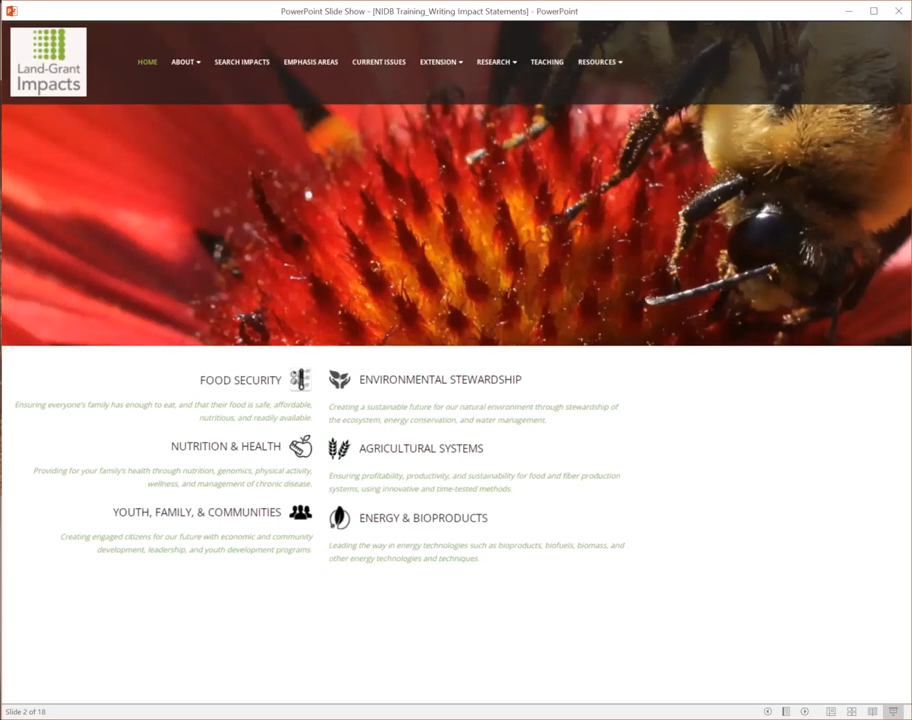 PowerPoint Slide Show - [NIDB Training_Writing Impact Statements] - PowerPoint
Land-Grant
Impacts
HOME ABOUT SEARCH IMPACTS EMPHASIS AREAS CURRENT ISSUES EXTENSION RESEARCH TEACHING RESOURCES
FOOD SECURITY
Ensuring everyone's family has enough to eat, and that their food is safe, affordable,
nutritious, and readily available.
NUTRITION & HEALTH
Providing for your family's health through nutrition, genomics, physical activity,
wellness, and management of chronic disease.
YOUTH, FAMILY, & COMMUNITIES
Creating engaged citizens for our future with economic and community
development, leadership, and youth development programs.
ENVIRONMENTAL STEWARDSHIP
Creating a sustainable future for our natural environment through stewardship of
the ecosystem, energy conservation, and water management.
AGRICULTURAL SYSTEMS
Ensuring profitability, productivity, and sustainability for food and fiber production
systems, using innovative and time-tested methods.
ENERGY & BIOPRODUCTS
Leading the way in energy technologies such as bioproducts, biofuels, biomass, and
other energy technologies and techniques.
Slide 2 of 18